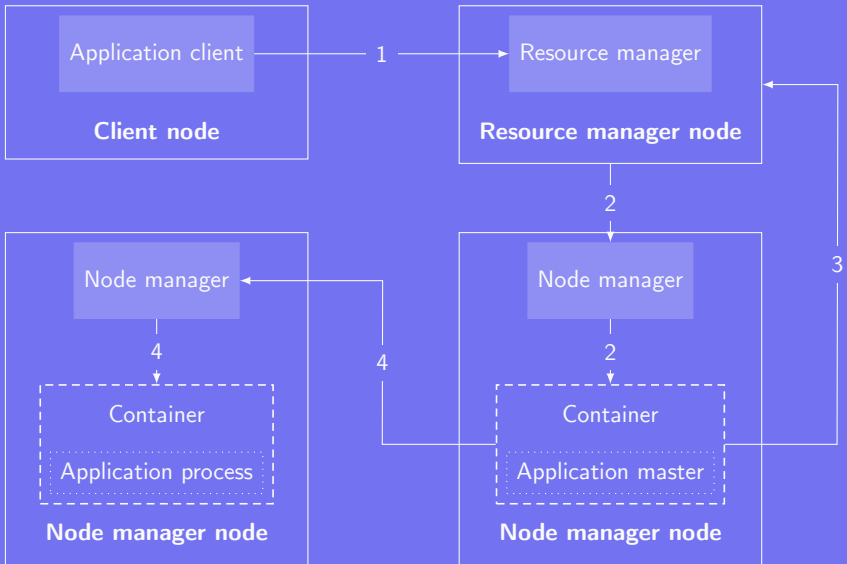 Application client
1
Resource manager
Client node
Resource manager node
2
Node manager
Node manager
3
4
2
4
Container
Container
Application process
Application master
Node manager node
Node manager node